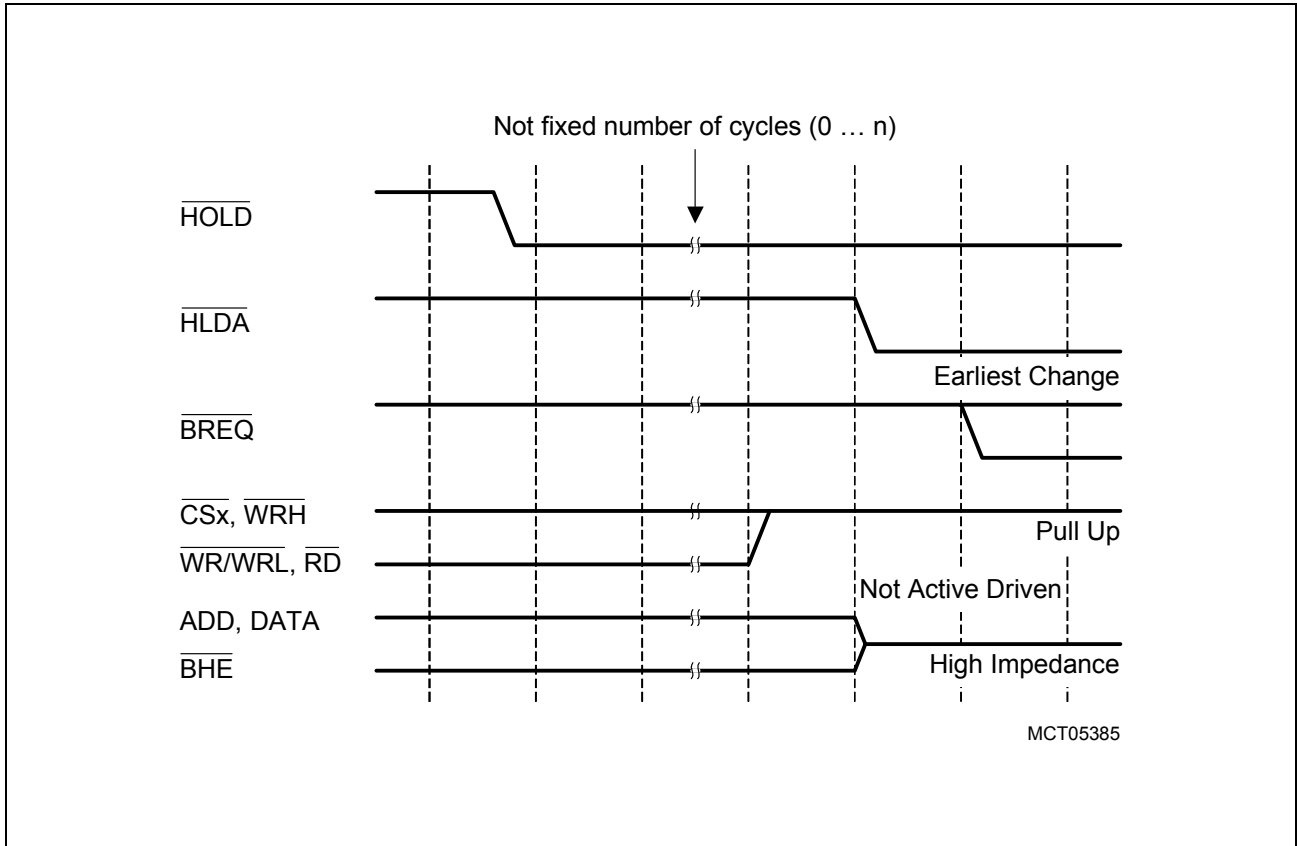 Not fixed number of cycles (0 … n)
HOLD
HLDA
Earliest Change
BREQ
CSx, WRH
Pull Up
WR/WRL, RD
Not Active Driven
ADD, DATA
BHE
High Impedance
MCT05385